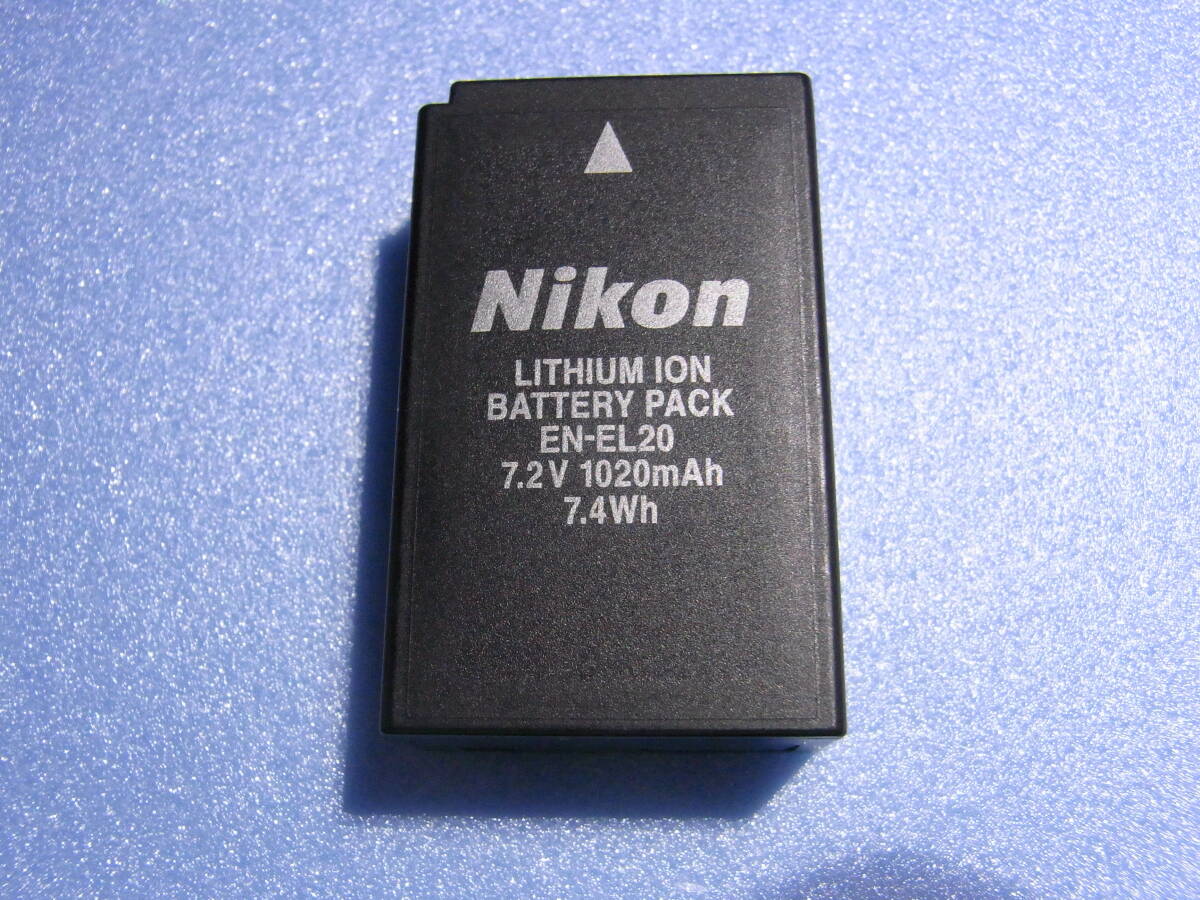 Nikon
LITHIUM ION
BATTERY PACK
EN-EL20
7.2V 1020mAh
7.4Wh